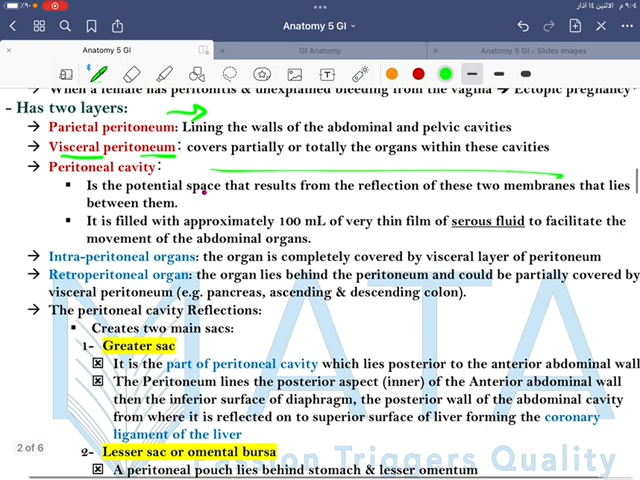 ٩:٠٤ م الاثنين ١٤ آذار
٪٩٠
Anatomy 5 GI
Anatomy 5 GI
GI Anatomy
Anatomy 5 GI - Slides images
→ When a female has peritonitis & unexplained bleeding from the vagina → Ectopic pregnancy
- Has two layers:
→ Parietal peritoneum: Lining the walls of the abdominal and pelvic cavities
→ Visceral peritoneum: covers partially or totally the organs within these cavities
→ Peritoneal cavity:
▪ Is the potential space that results from the reflection of these two membranes that lies
between them.
▪ It is filled with approximately 100 mL of very thin film of serous fluid to facilitate the
movement of the abdominal organs.
→ Intra-peritoneal organs: the organ is completely covered by visceral layer of peritoneum
→ Retroperitoneal organ: the organ lies behind the peritoneum and could be partially covered by
visceral peritoneum (e.g. pancreas, ascending & descending colon).
→ The peritoneal cavity Reflections:
▪ Creates two main sacs:
1- Greater sac
☒ It is the part of peritoneal cavity which lies posterior to the anterior abdominal wall
☒ The Peritoneum lines the posterior aspect (inner) of the Anterior abdominal wall
then the inferior surface of diaphragm, the posterior wall of the abdominal cavity
from where it is reflected on to superior surface of liver forming the coronary
ligament of the liver
2 of 6
2- Lesser sac or omental bursa
☒ A peritoneal pouch lies behind stomach & lesser omentum
MATA
Passion Triggers Quality